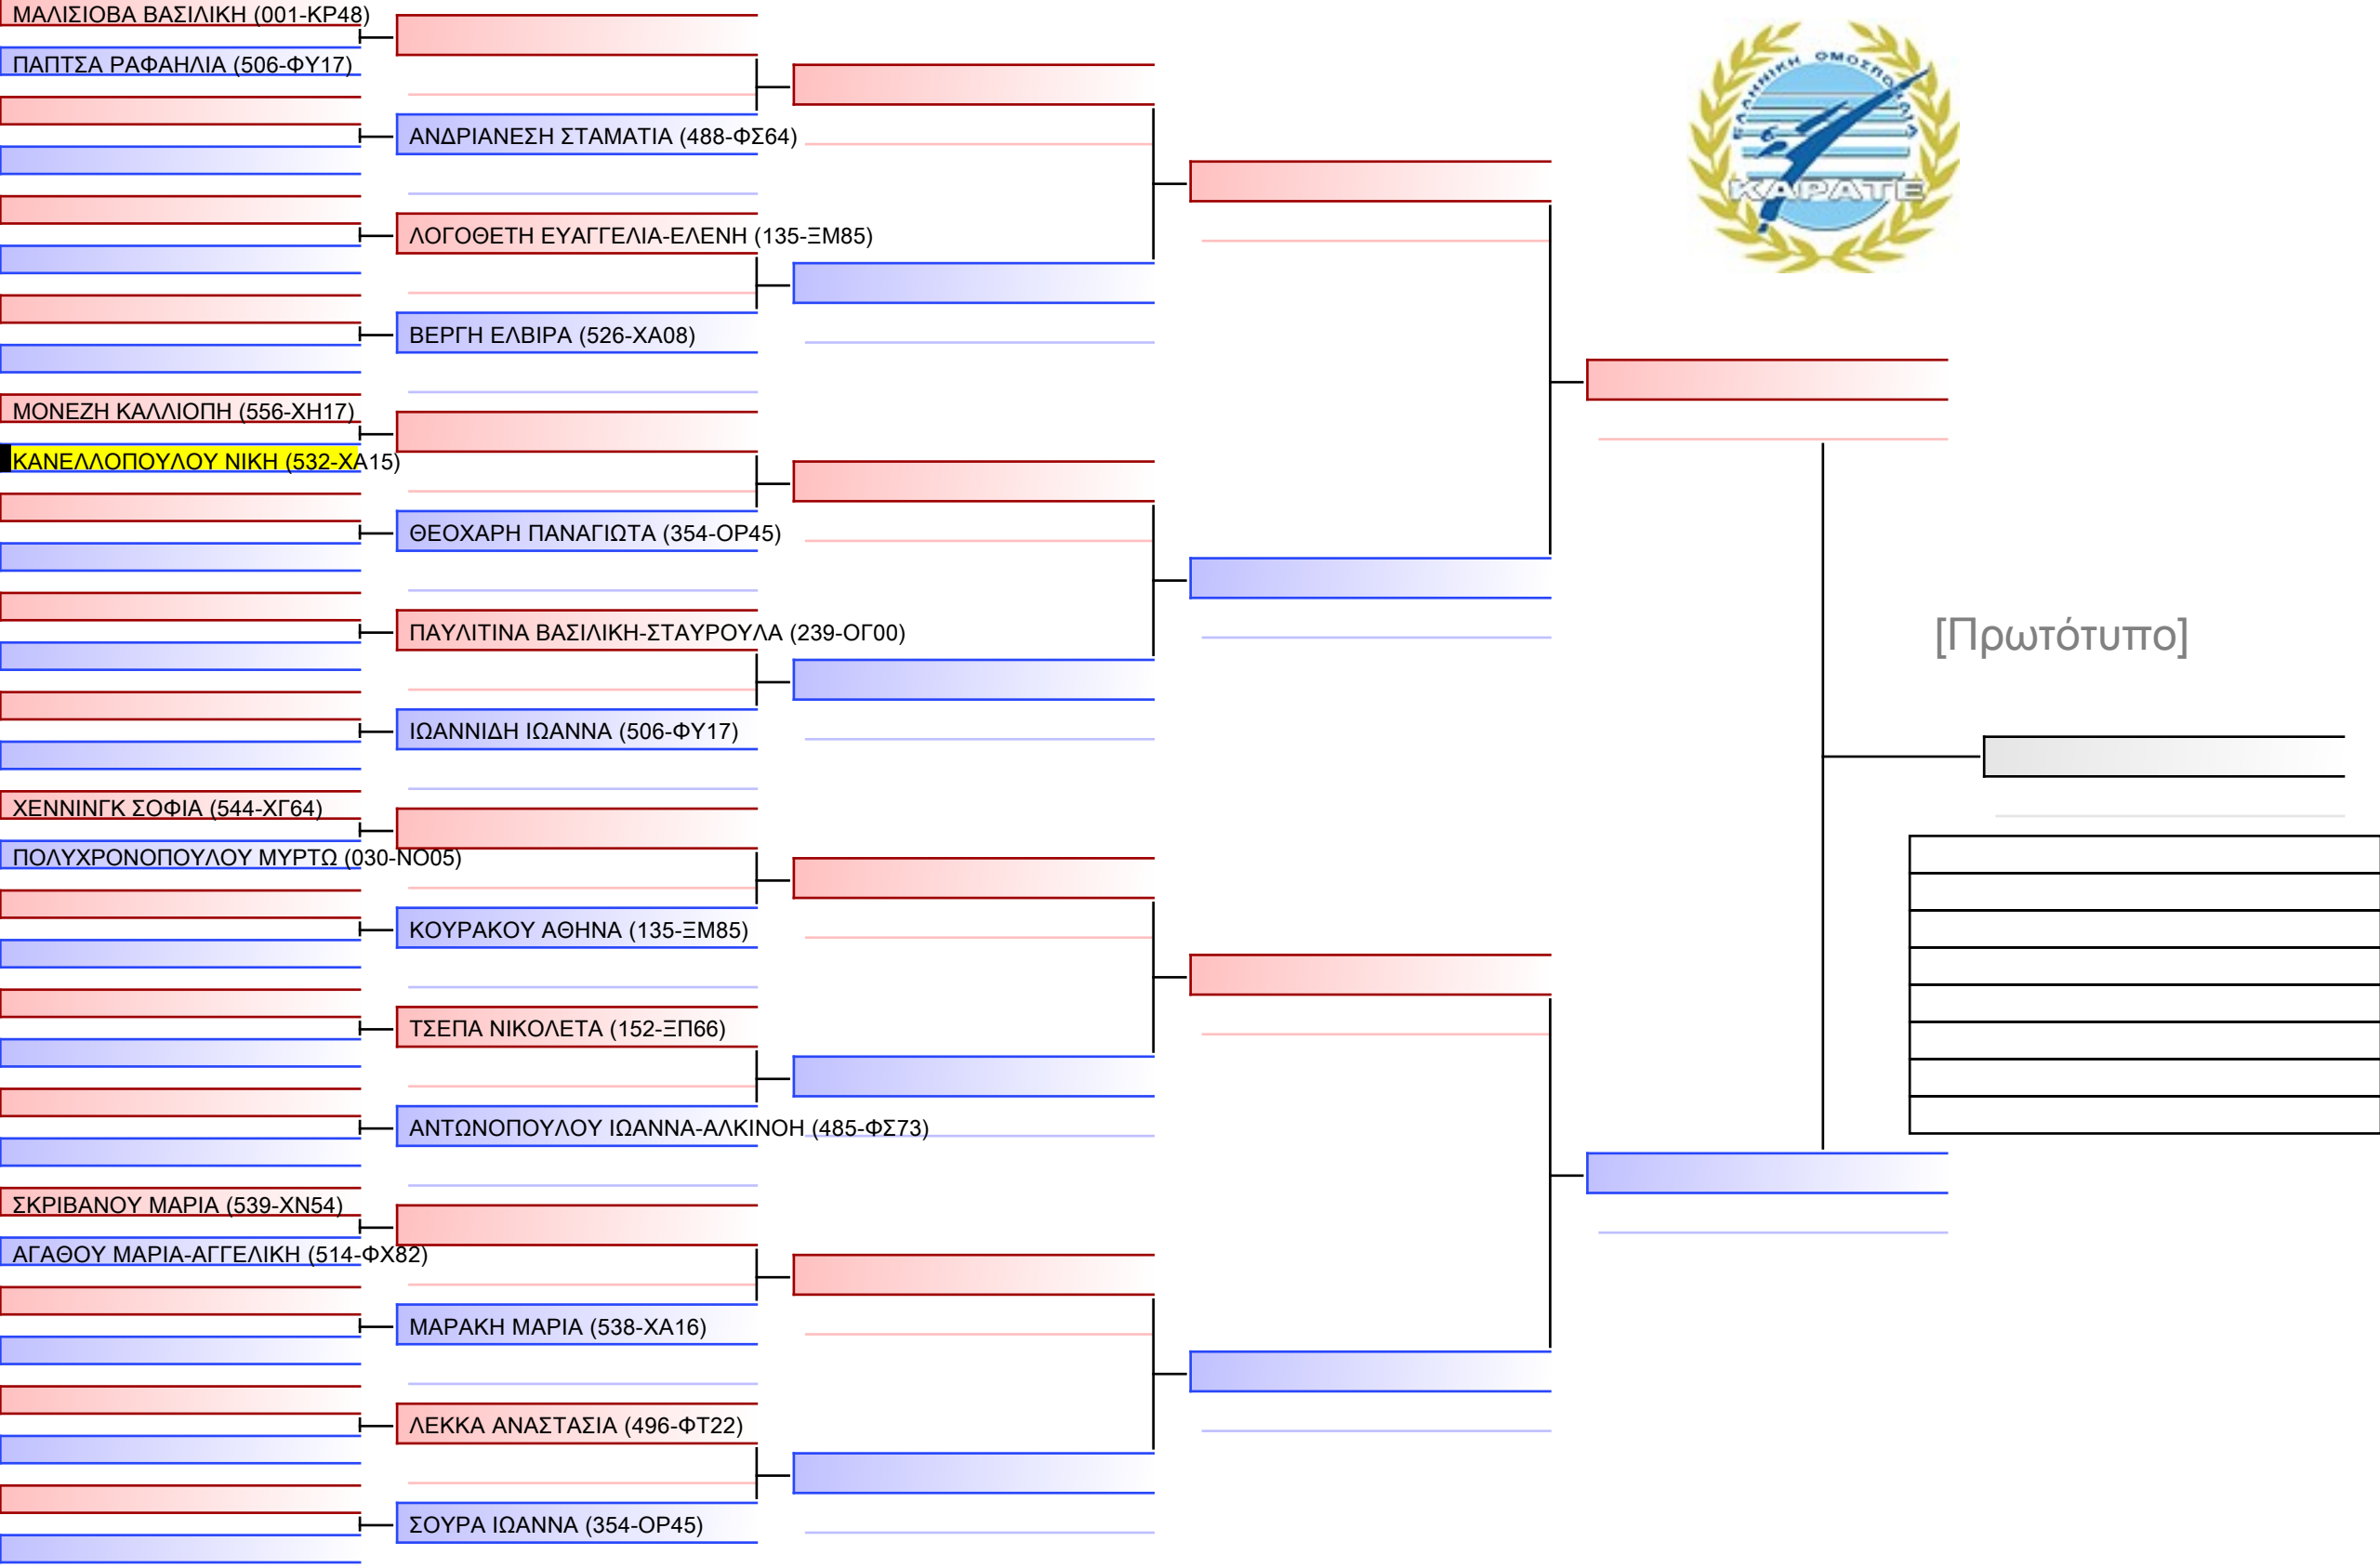 ΜΑΛΙΣΙΟΒΑ ΒΑΣΙΛΙΚΗ (001-ΚΡ48)
ΠΑΠΤΣΑ ΡΑΦΑΗΛΙΑ (506-ΦΥ17)
ΑΝΔΡΙΑΝΕΣΗ ΣΤΑΜΑΤΙΑ (488-ΦΣ64)
ΕΛΛΗΝΙΚΗ ΟΜΟΣΠΟΝΔΙΑ
ΚΑΡΑΤΕ
ΛΟΓΟΘΕΤΗ ΕΥΑΓΓΕΛΙΑ-ΕΛΕΝΗ (135-ΞΜ85)
ΒΕΡΓΗ ΕΛΒΙΡΑ (526-ΧΑ08)
ΜΟΝΕΖΗ ΚΑΛΛΙΟΠΗ (556-ΧΗ17)
ΚΑΝΕΛΛΟΠΟΥΛΟΥ ΝΙΚΗ (532-ΧΑ15)
ΘΕΟΧΑΡΗ ΠΑΝΑΓΙΩΤΑ (354-ΟΡ45)
ΠΑΥΛΙΤΙΝΑ ΒΑΣΙΛΙΚΗ-ΣΤΑΥΡΟΥΛΑ (239-ΟΓ00)
[Πρωτότυπο]
ΙΩΑΝΝΙΔΗ ΙΩΑΝΝΑ (506-ΦΥ17)
ΧΕΝΝΙΝΓΚ ΣΟΦΙΑ (544-ΧΓ64)
ΠΟΛΥΧΡΟΝΟΠΟΥΛΟΥ ΜΥΡΤΩ (030-ΝΟ05)
ΚΟΥΡΑΚΟΥ ΑΘΗΝΑ (135-ΞΜ85)
ΤΣΕΠΑ ΝΙΚΟΛΕΤΑ (152-ΞΠ66)
ΑΝΤΩΝΟΠΟΥΛΟΥ ΙΩΑΝΝΑ-ΑΛΚΙΝΟΗ (485-ΦΣ73)
ΣΚΡΙΒΑΝΟΥ ΜΑΡΙΑ (539-ΧΝ54)
ΑΓΑΘΟΥ ΜΑΡΙΑ-ΑΓΓΕΛΙΚΗ (514-ΦΧ82)
ΜΑΡΑΚΗ ΜΑΡΙΑ (538-ΧΑ16)
ΛΕΚΚΑ ΑΝΑΣΤΑΣΙΑ (496-ΦΤ22)
ΣΟΥΡΑ ΙΩΑΝΝΑ (354-ΟΡ45)